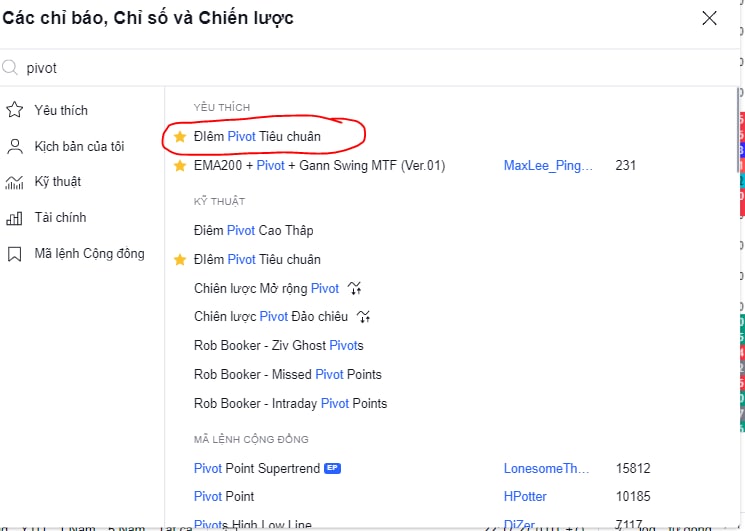 Các chỉ báo, Chỉ số và Chiến lược
pivot
Yêu thích
Kịch bản của tôi
Kỹ thuật
Tài chính
Mã lệnh Cộng đồng
YÊU THÍCH
Điểm Pivot Tiêu chuẩn
EMA200 + Pivot + Gann Swing MTF (Ver.01) MaxLee_Ping... 231
KỸ THUẬT
Điểm Pivot Cao Thấp
Điểm Pivot Tiêu chuẩn
Chiến lược Mở rộng Pivot
Chiến lược Pivot Đảo chiều
Rob Booker - Ziv Ghost Pivots
Rob Booker - Missed Pivot Points
Rob Booker - Intraday Pivot Points
MÃ LỆNH CỘNG ĐỒNG
Pivot Point Supertrend EP LonesomeTh... 15812
Pivot Point HPotter 10185
Pivots High Low Line DiZer 7117